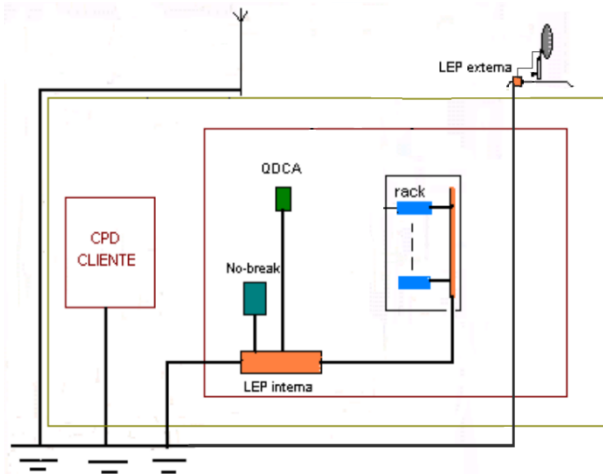 LEP externa
QDCA
rack
CPD
CLIENTE
No-break
LEP interna